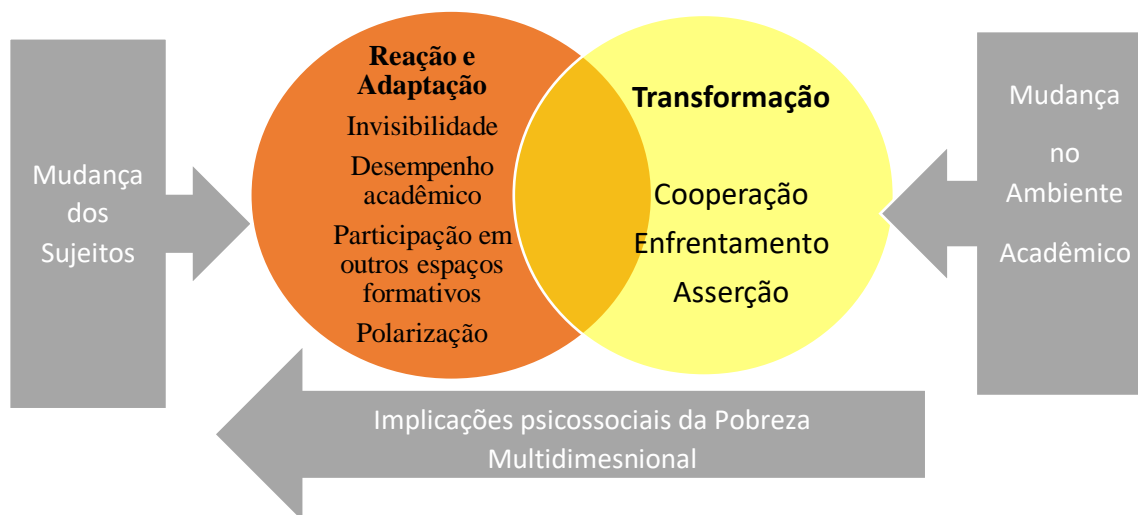 Mudança
dos
Sujeitos
Reação e
Adaptação
Invisibilidade
Desempenho
acadêmico
Participação em
outros espaços
formativos
Polarização
Transformação
Cooperação
Enfrentamento
Asserção
Mudança
no
Ambiente
Acadêmico
Implicações psicossociais da Pobreza
Multidimesnional